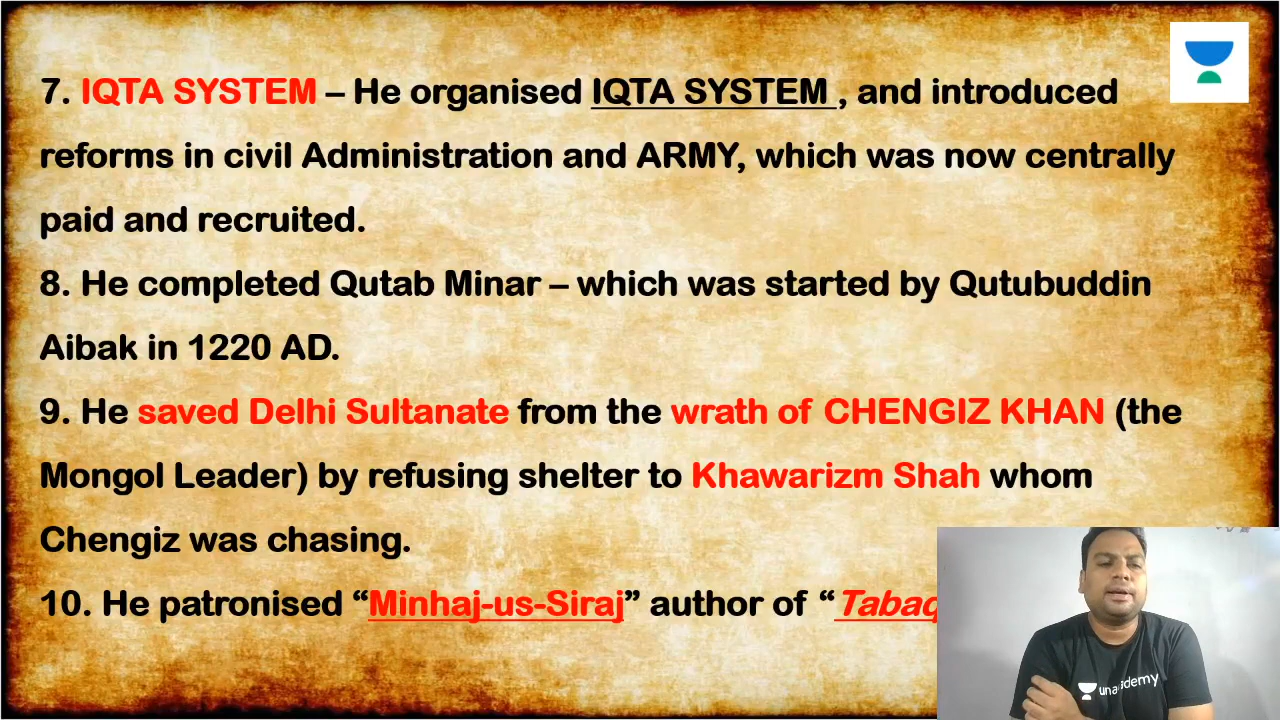 7. IQTA SYSTEM – He organised IQTA SYSTEM , and introduced
reforms in civil Administration and ARMY, which was now centrally
paid and recruited.
8. He completed Qutab Minar – which was started by Qutubuddin
Aibak in 1220 AD.
9. He saved Delhi Sultanate from the wrath of CHENGIZ KHAN (the
Mongol Leader) by refusing shelter to Khawarizm Shah whom
Chengiz was chasing.
10. He patronised “Minhaj-us-Siraj” author of “Tabaq
unacademy